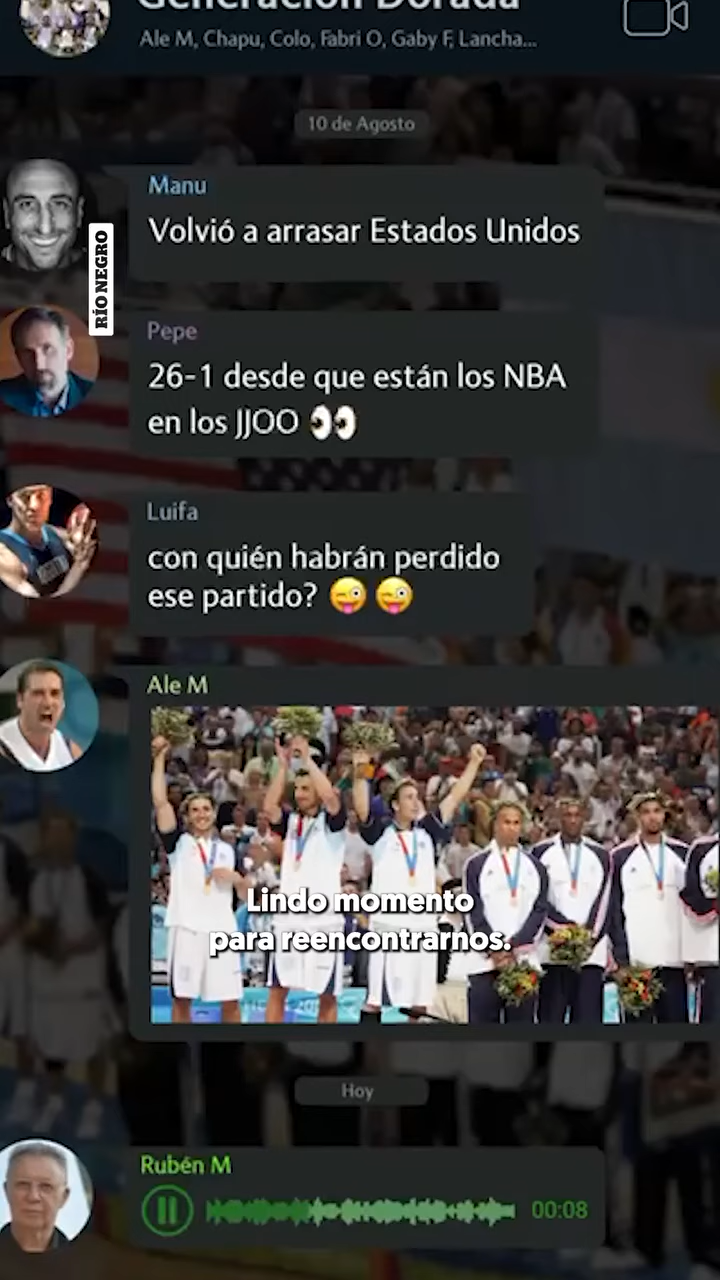 Generación Dorada
Ale M, Chapu, Colo, Fabri O, Gaby F, Lancha...
10 de Agosto
Manu
Volvió a arrasar Estados Unidos
RÍO NEGRO
Pepe
26-1 desde que están los NBA
en los JJOO 👀
Luifa
con quién habrán perdido
ese partido? 😜 😜
Ale M
Lindo momento
para reencontrarnos.
Hoy
Rubén M
00:08